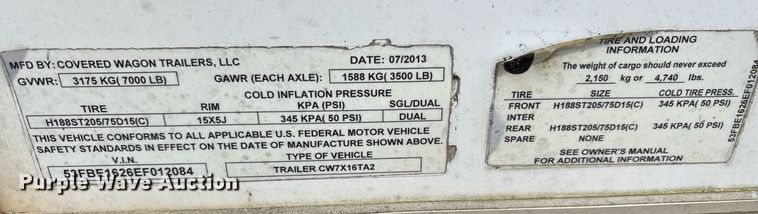 MFD BY: COVERED WAGON TRAILERS, LLC DATE: 07/2013
GVWR: 3175 KG( 7000 LB) GAWR (EACH AXLE): 1588 KG( 3500 LB)
COLD INFLATION PRESSURE
TIRE RIM KPA (PSI) SGL/DUAL
H188ST205/75D15(C) 15X5J 345 KPA( 50 PSI) DUAL
THIS VEHICLE CONFORMS TO ALL APPLICABLE U.S. FEDERAL MOTOR VEHICLE
SAFETY STANDARDS IN EFFECT ON THE DATE OF MANUFACTURE SHOWN ABOVE.
V.I.N. TYPE OF VEHICLE
53FBE1626EF012084 TRAILER CW7X16TA2
TIRE AND LOADING
INFORMATION
The weight of cargo should never exceed
2,150 kg or 4,740 lbs.
TIRE SIZE COLD TIRE PRESS.
FRONT H188ST205/75D15(C) 345 KPA( 50 PSI)
INTER
REAR H188ST205/75D15(C) 345 KPA( 50 PSI)
SPARE NONE
SEE OWNER'S MANUAL
FOR ADDITIONAL INFORMATION
53FBE1626EF012084
Purple Wave Auction